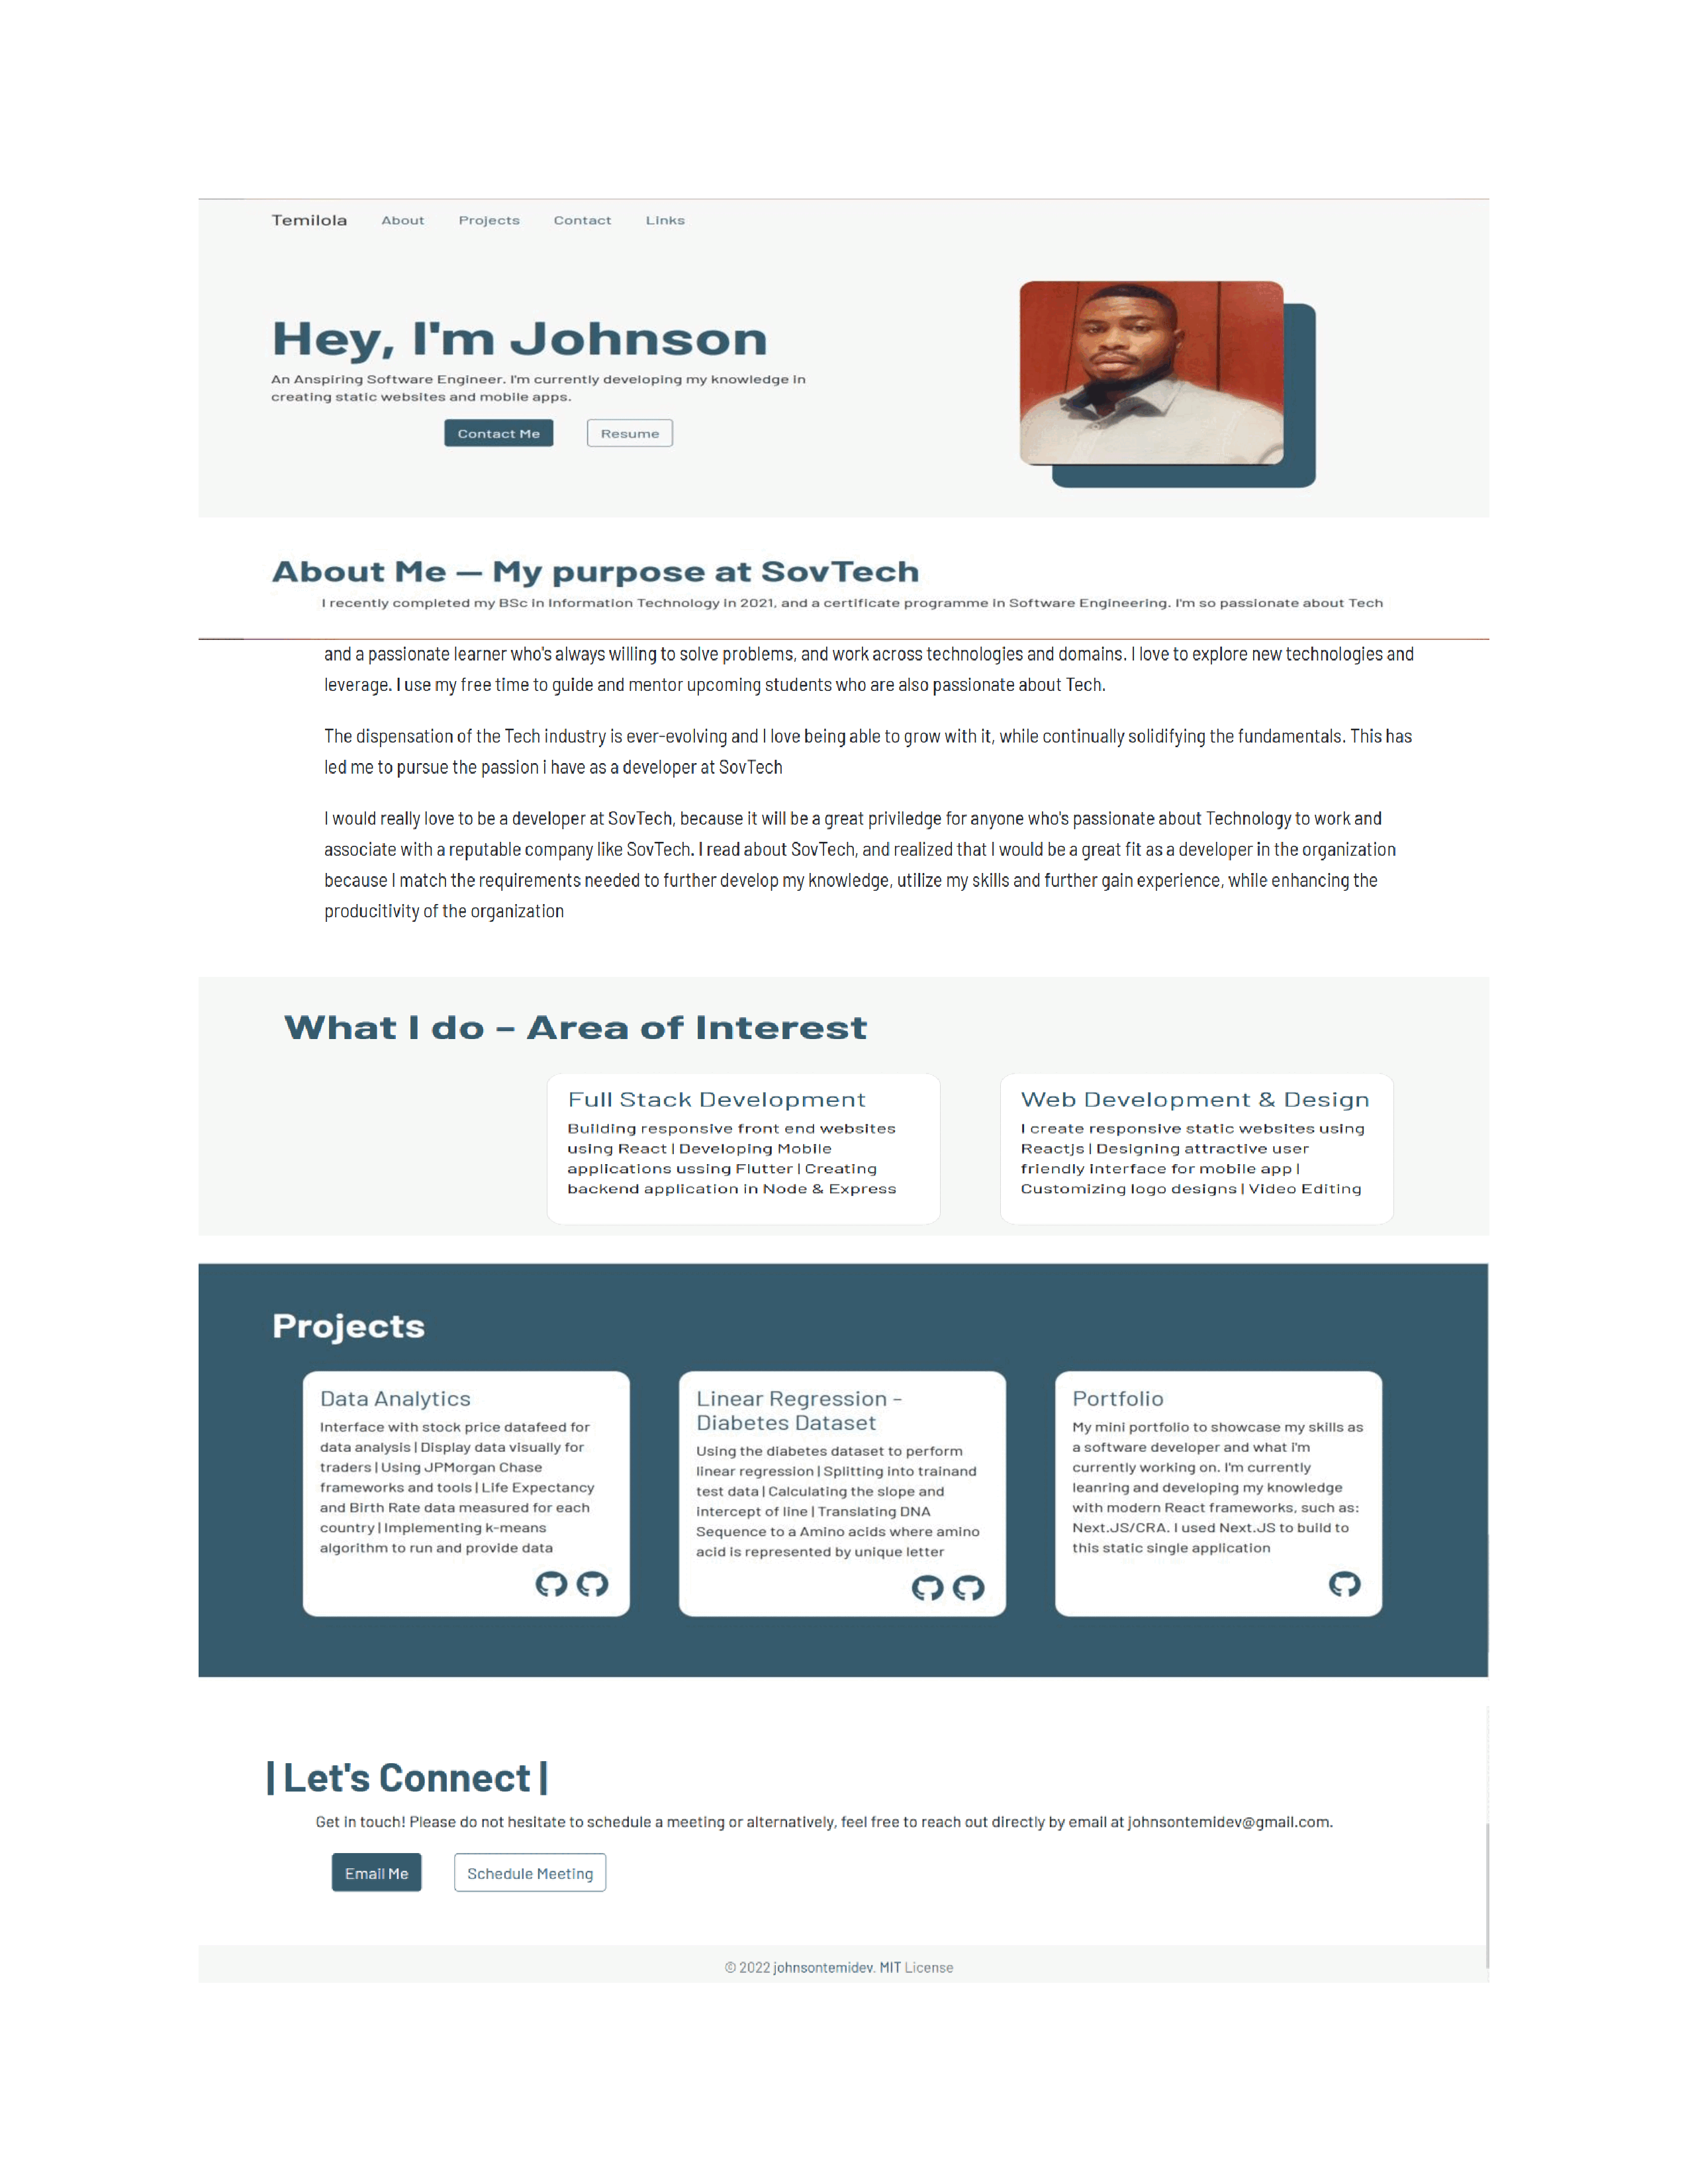 Temilola About Projects Contact Links
Hey, I'm Johnson
An Anspiring Software Engineer. I'm currently developing my knowledge in
creating static websites and mobile apps.
Contact Me Resume
About Me — My purpose at SovTech
I recently completed my BSc in Information Technology in 2021, and a certificate programme in Software Engineering. I'm so passionate about Tech
and a passionate learner who's always willing to solve problems, and work across technologies and domains. I love to explore new technologies and
leverage. I use my free time to guide and mentor upcoming students who are also passionate about Tech.
The dispensation of the Tech industry is ever-evolving and I love being able to grow with it, while continually solidifying the fundamentals. This has
led me to pursue the passion i have as a developer at SovTech
I would really love to be a developer at SovTech, because it will be a great priviledge for anyone who's passionate about Technology to work and
associate with a reputable company like SovTech. I read about SovTech, and realized that I would be a great fit as a developer in the organization
because I match the requirements needed to further develop my knowledge, utilize my skills and further gain experience, while enhancing the
producitivity of the organization
What I do – Area of Interest
Full Stack Development
Building responsive front end websites
using React | Developing Mobile
applications ussing Flutter | Creating
backend application in Node & Express
Web Development & Design
I create responsive static websites using
Reactjs | Designing attractive user
friendly interface for mobile app |
Customizing logo designs | Video Editing
Projects
Data Analytics
Interface with stock price datafeed for
data analysis | Display data visually for
traders | Using JPMorgan Chase
frameworks and tools | Life Expectancy
and Birth Rate data measured for each
country | Implementing k-means
algorithm to run and provide data
Linear Regression -
Diabetes Dataset
Using the diabetes dataset to perform
linear regression | Splitting into trainand
test data | Calculating the slope and
intercept of line | Translating DNA
Sequence to a Amino acids where amino
acid is represented by unique letter
Portfolio
My mini portfolio to showcase my skills as
a software developer and what i'm
currently working on. I'm currently
leanring and developing my knowledge
with modern React frameworks, such as:
Next.JS/CRA. I used Next.JS to build to
this static single application
| Let's Connect |
Get in touch! Please do not hesitate to schedule a meeting or alternatively, feel free to reach out directly by email at johnsontemidev@gmail.com.
Email Me Schedule Meeting
© 2022 johnsontemidev. MIT License